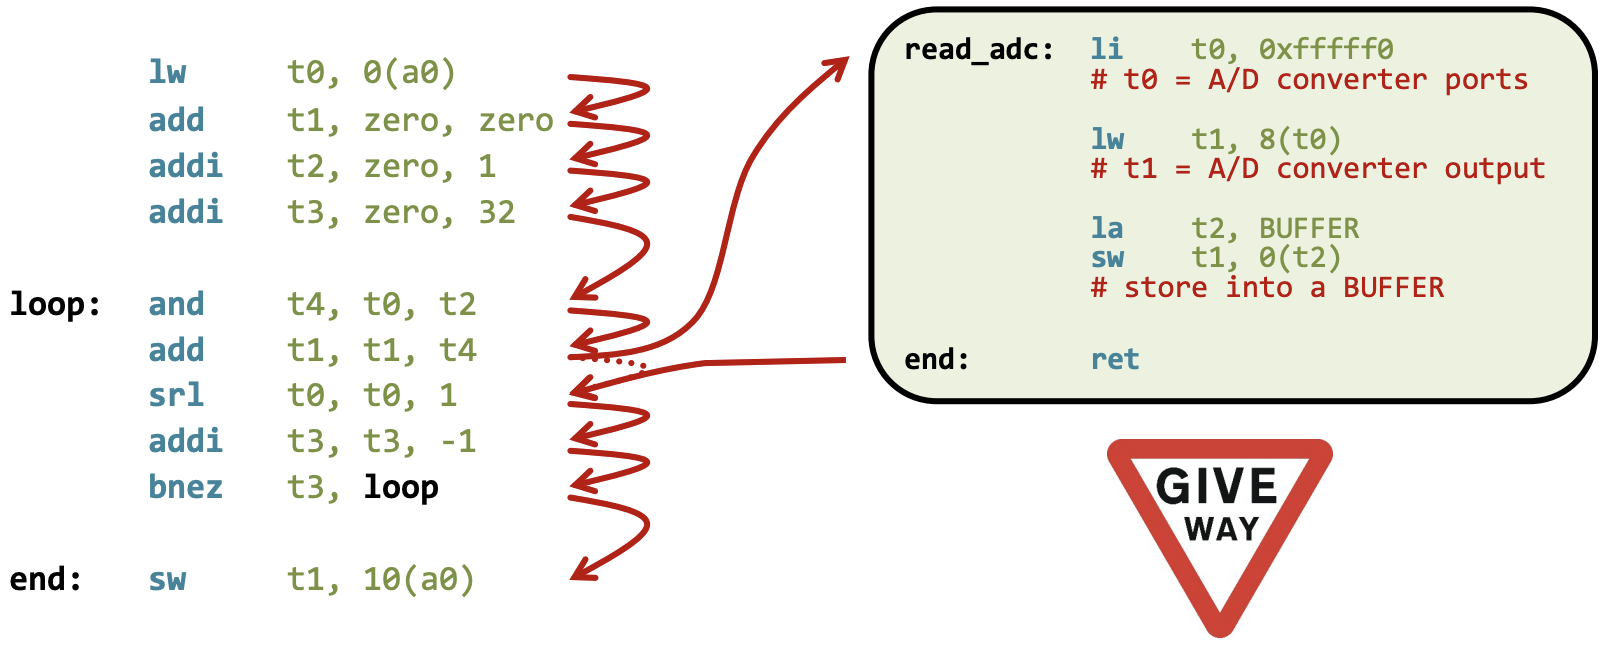 lw t0, 0(a0)
add t1, zero, zero
addi t2, zero, 1
addi t3, zero, 32
loop: and t4, t0, t2
add t1, t1, t4
srl t0, t0, 1
addi t3, t3, -1
bnez t3, loop
end: sw t1, 10(a0)
read_adc: li t0, 0xfffff0
# t0 = A/D converter ports
lw t1, 8(t0)
# t1 = A/D converter output
la t2, BUFFER
sw t1, 0(t2)
# store into a BUFFER
end: ret
GIVE
WAY